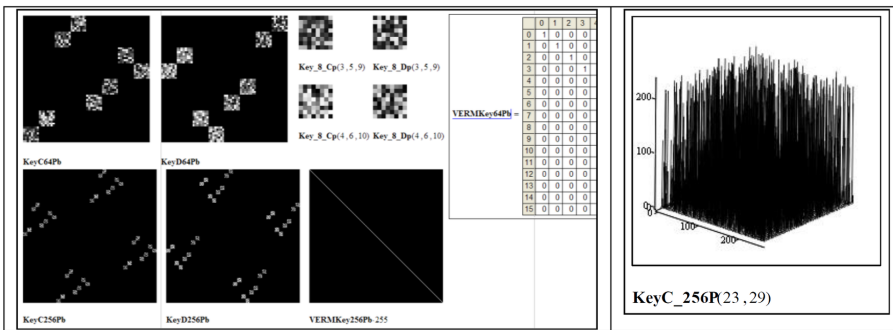 Key_8_Cp(3,5,9) Key_8_Dp(3,5,9)
Key_8_Cp(4,6,10) Key_8_Dp(4,6,10)
KeyC64Pb KeyD64Pb
KeyC256Pb KeyD256Pb VERMKey256Pb·255
VERMKey64Pb =
0 1 2 3
0 1 0 0 0
1 0 1 0 0
2 0 0 1 0
3 0 0 0 1
4 0 0 0 0
5 0 0 0 0
6 0 0 0 0
7 0 0 0 0
8 0 0 0 0
9 0 0 0 0
10 0 0 0 0
11 0 0 0 0
12 0 0 0 0
13 0 0 0 0
14 0 0 0 0
15 0 0 0 0
200
100
0
0
100
200
KeyC_256P(23,29)